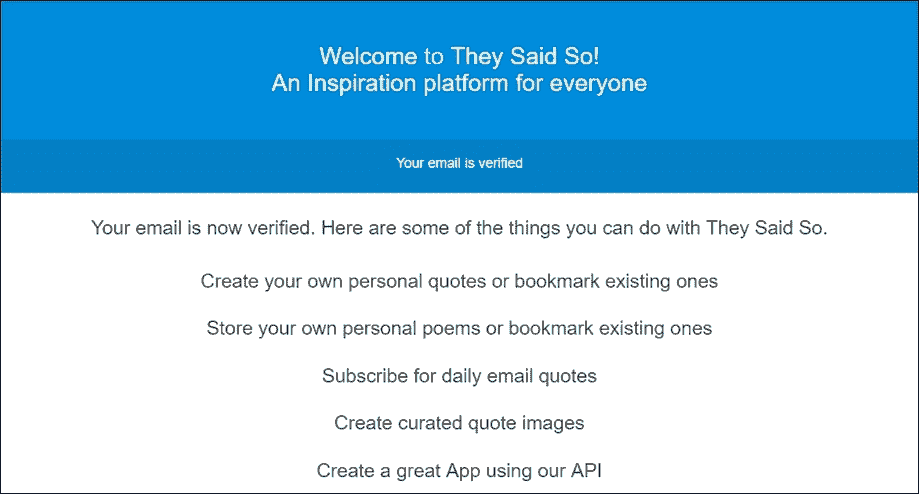 Welcome to They Said So!
An Inspiration platform for everyone
Your email is verified
Your email is now verified. Here are some of the things you can do with They Said So.
Create your own personal quotes or bookmark existing ones
Store your own personal poems or bookmark existing ones
Subscribe for daily email quotes
Create curated quote images
Create a great App using our API